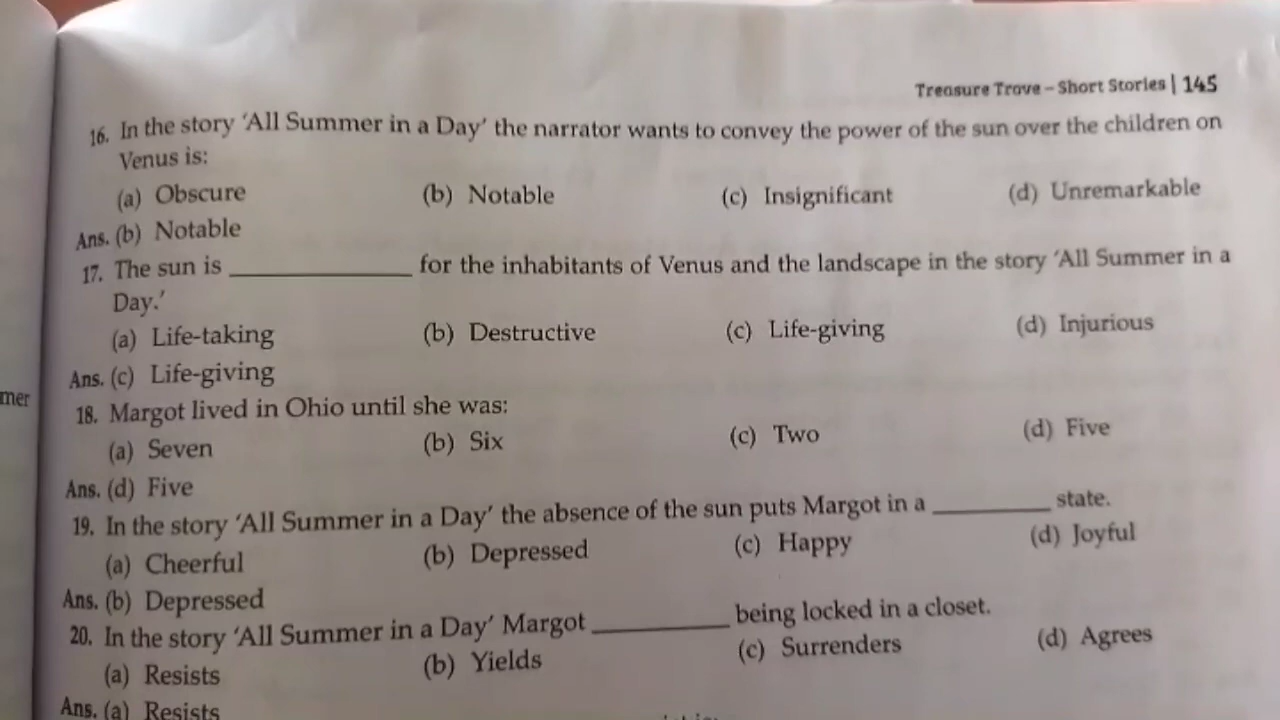 Treasure Trove – Short Stories | 145
16. In the story 'All Summer in a Day' the narrator wants to convey the power of the sun over the children on
Venus is:
(a) Obscure (b) Notable (c) Insignificant (d) Unremarkable
Ans. (b) Notable
17. The sun is ______________ for the inhabitants of Venus and the landscape in the story 'All Summer in a
Day.'
(a) Life-taking (b) Destructive (c) Life-giving (d) Injurious
Ans. (c) Life-giving
mer
18. Margot lived in Ohio until she was:
(a) Seven (b) Six (c) Two (d) Five
Ans. (d) Five
19. In the story 'All Summer in a Day' the absence of the sun puts Margot in a _________ state.
(a) Cheerful (b) Depressed (c) Happy (d) Joyful
Ans. (b) Depressed
20. In the story 'All Summer in a Day' Margot __________ being locked in a closet.
(a) Resists (b) Yields (c) Surrenders (d) Agrees
Ans. (a) Resists